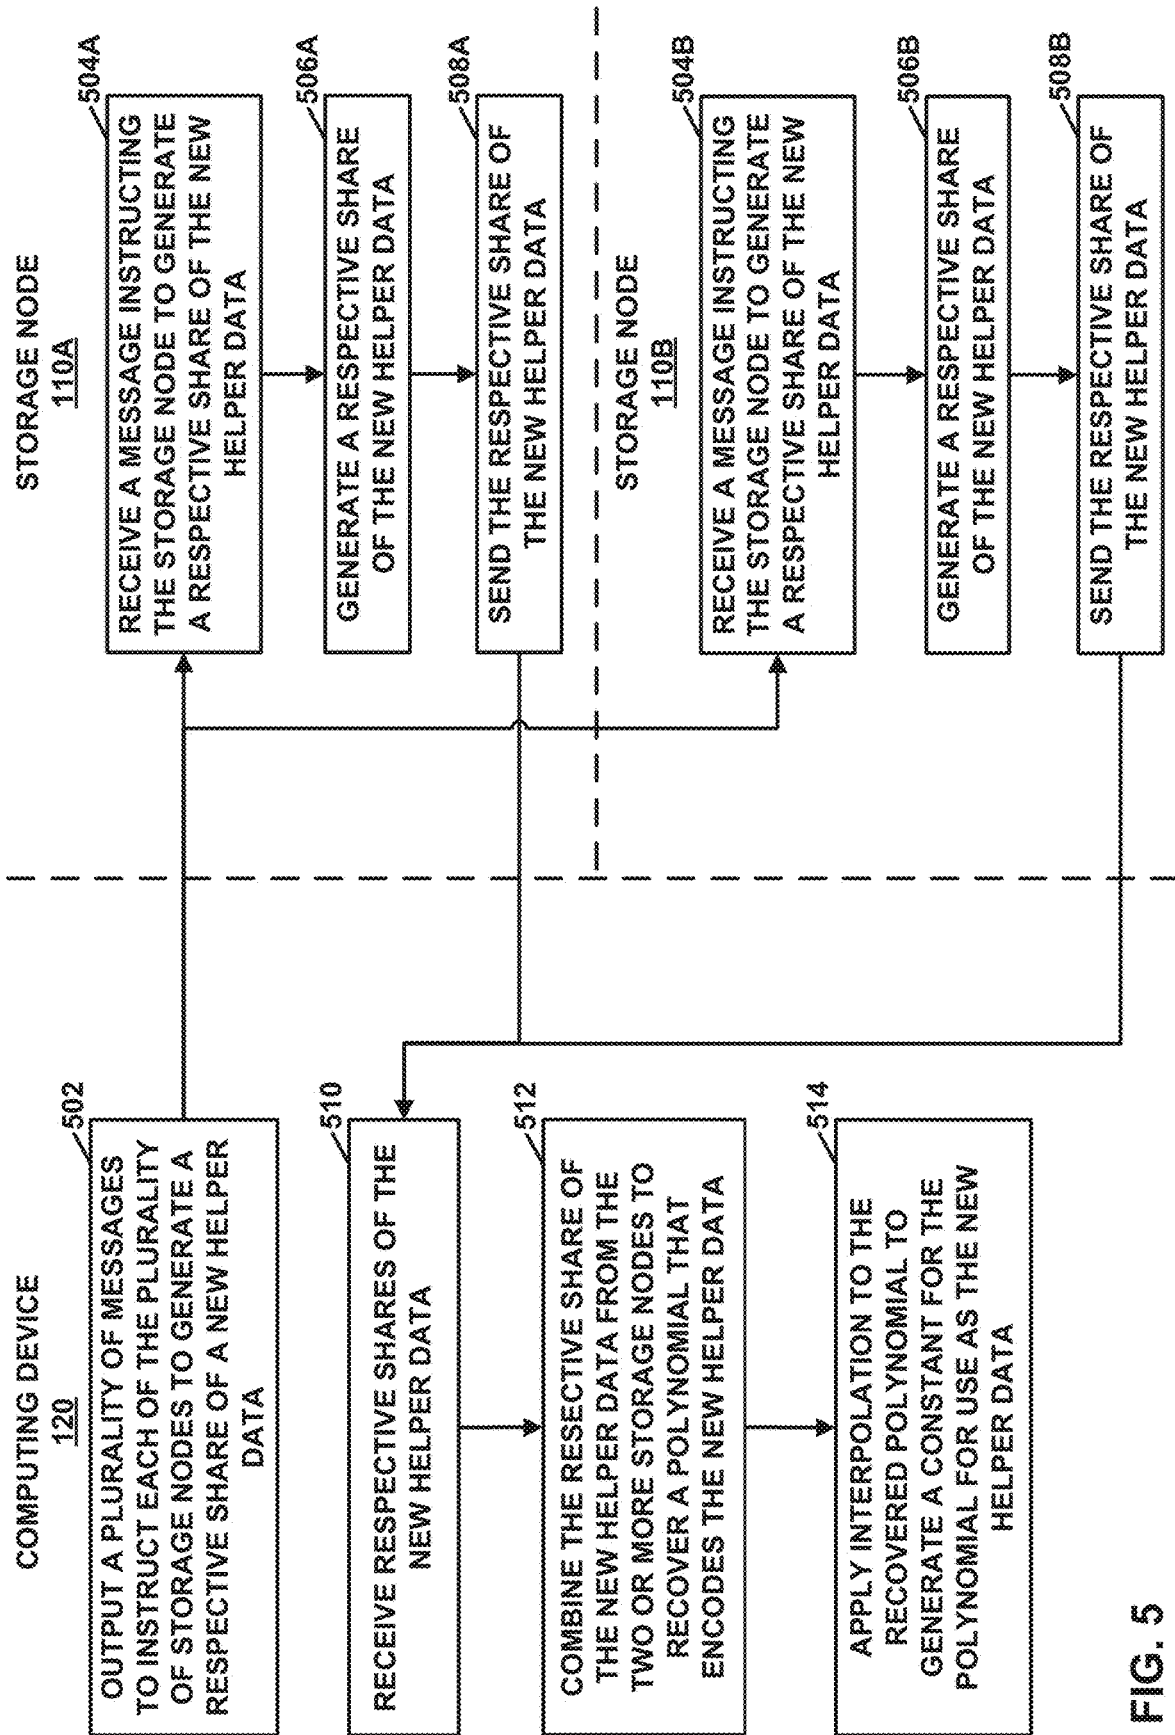 COMPUTING DEVICE
120
502
OUTPUT A PLURALITY OF MESSAGES
TO INSTRUCT EACH OF THE PLURALITY
OF STORAGE NODES TO GENERATE A
RESPECTIVE SHARE OF A NEW HELPER
DATA
510
RECEIVE RESPECTIVE SHARES OF THE
NEW HELPER DATA
512
COMBINE THE RESECTIVE SHARE OF
THE NEW HELPER DATA FROM THE
TWO OR MORE STORAGE NODES TO
RECOVER A POLYNOMIAL THAT
ENCODES THE NEW HELPER DATA
514
APPLY INTERPOLATION TO THE
RECOVERED POLYNOMIAL TO
GENERATE A CONSTANT FOR THE
POLYNOMIAL FOR USE AS THE NEW
HELPER DATA
STORAGE NODE
110A
504A
RECEIVE A MESSAGE INSTRUCTING
THE STORAGE NODE TO GENERATE
A RESPECTIVE SHARE OF THE NEW
HELPER DATA
506A
GENERATE A RESPECTIVE SHARE
OF THE NEW HELPER DATA
508A
SEND THE RESPECTIVE SHARE OF
THE NEW HELPER DATA
STORAGE NODE
110B
504B
RECEIVE A MESSAGE INSTRUCTING
THE STORAGE NODE TO GENERATE
A RESPECTIVE SHARE OF THE NEW
HELPER DATA
506B
GENERATE A RESPECTIVE SHARE
OF THE NEW HELPER DATA
508B
SEND THE RESPECTIVE SHARE OF
THE NEW HELPER DATA
FIG. 5